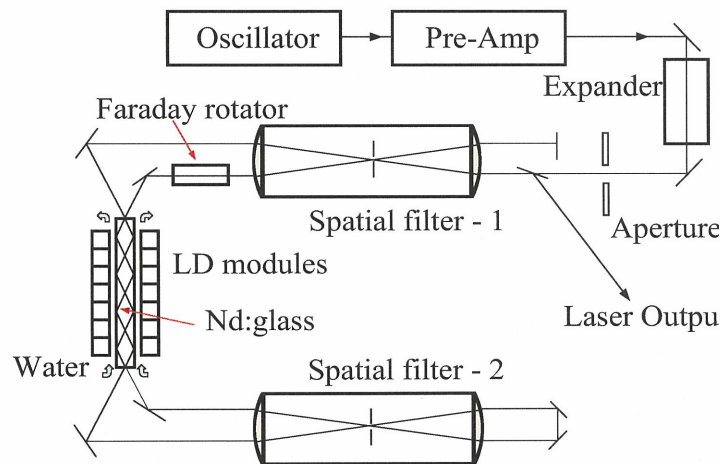 Oscillator
Pre-Amp
Expander
Faraday rotator
Spatial filter - 1
Aperture
LD modules
Nd:glass
Laser Outpu
Water
Spatial filter - 2